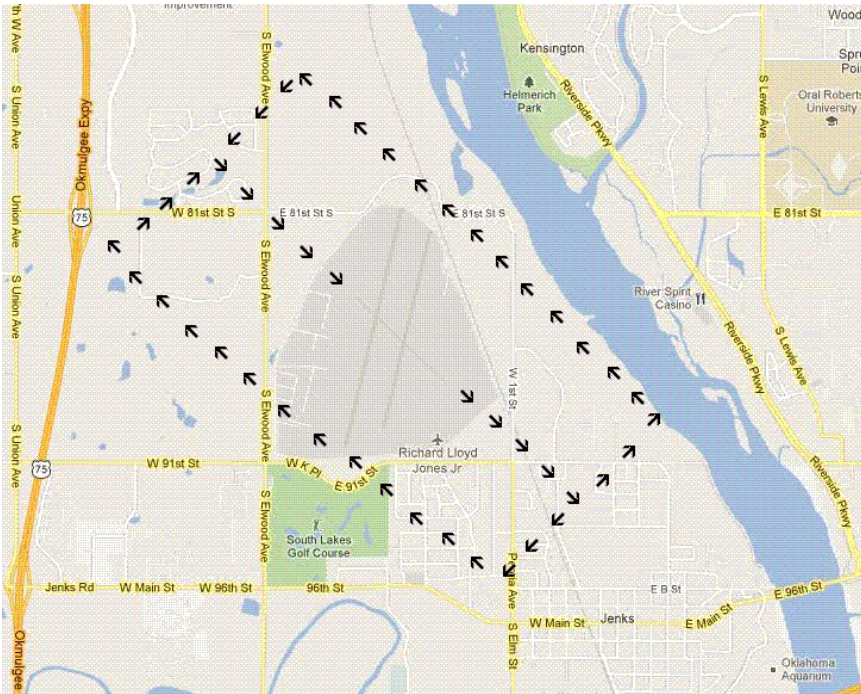 Improvement
th W Ave
S Elwood Ave
Kensington
Wood
Spru
Poin
Helmerich
Park
Riverside Pkwy
S Lewis Ave
Oral Roberts
University
S Union Ave
Okmulgee Expy
Union Ave
75
W 81st St S
E 81st St S
E 81st St S
E 81st St
S Union Ave
S Elwood Ave
River Spirit
Casino
Riverside Pkwy
S Lewis Ave
W 1st St
S Elwood Ave
S Union Ave
Richard Lloyd
Jones Jr
75
W 91st St
W K Pl
E 91st St
Riverside Pkwy
S Elwood Ave
South Lakes
Golf Course
Jenks Rd
W Main St
W 96th St
96th St
E B St
E 96th St
W Main St
Jenks
E Main St
S Elm St
Okmulgee
Oklahoma
Aquarium